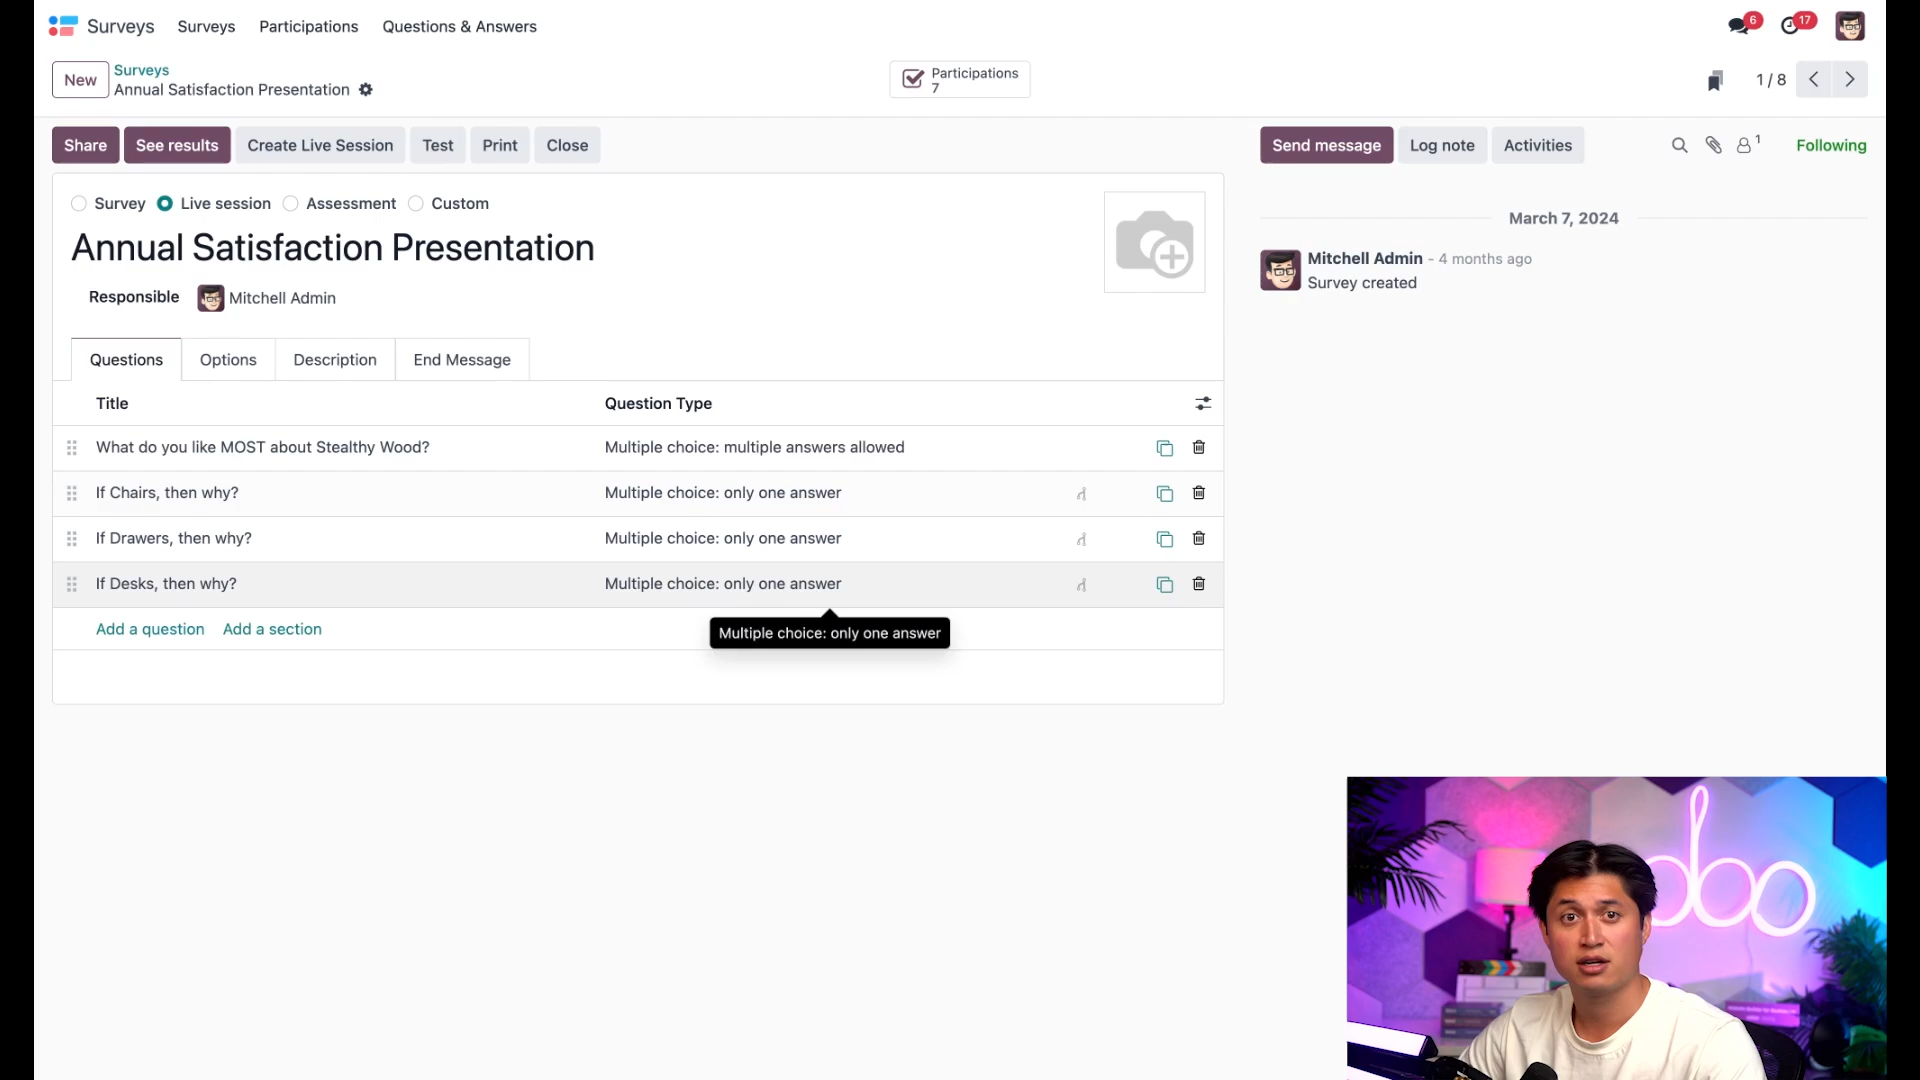 Surveys Surveys Participations Questions & Answers 6 17
New Surveys
Annual Satisfaction Presentation
Participations
7
1 / 8
Share See results Create Live Session Test Print Close Send message Log note Activities 1 Following
Survey Live session Assessment Custom
Annual Satisfaction Presentation
Responsible Mitchell Admin
March 7, 2024
Mitchell Admin - 4 months ago
Survey created
Questions Options Description End Message
Title Question Type
What do you like MOST about Stealthy Wood? Multiple choice: multiple answers allowed
If Chairs, then why? Multiple choice: only one answer
If Drawers, then why? Multiple choice: only one answer
If Desks, then why? Multiple choice: only one answer
Add a question Add a section
Multiple choice: only one answer